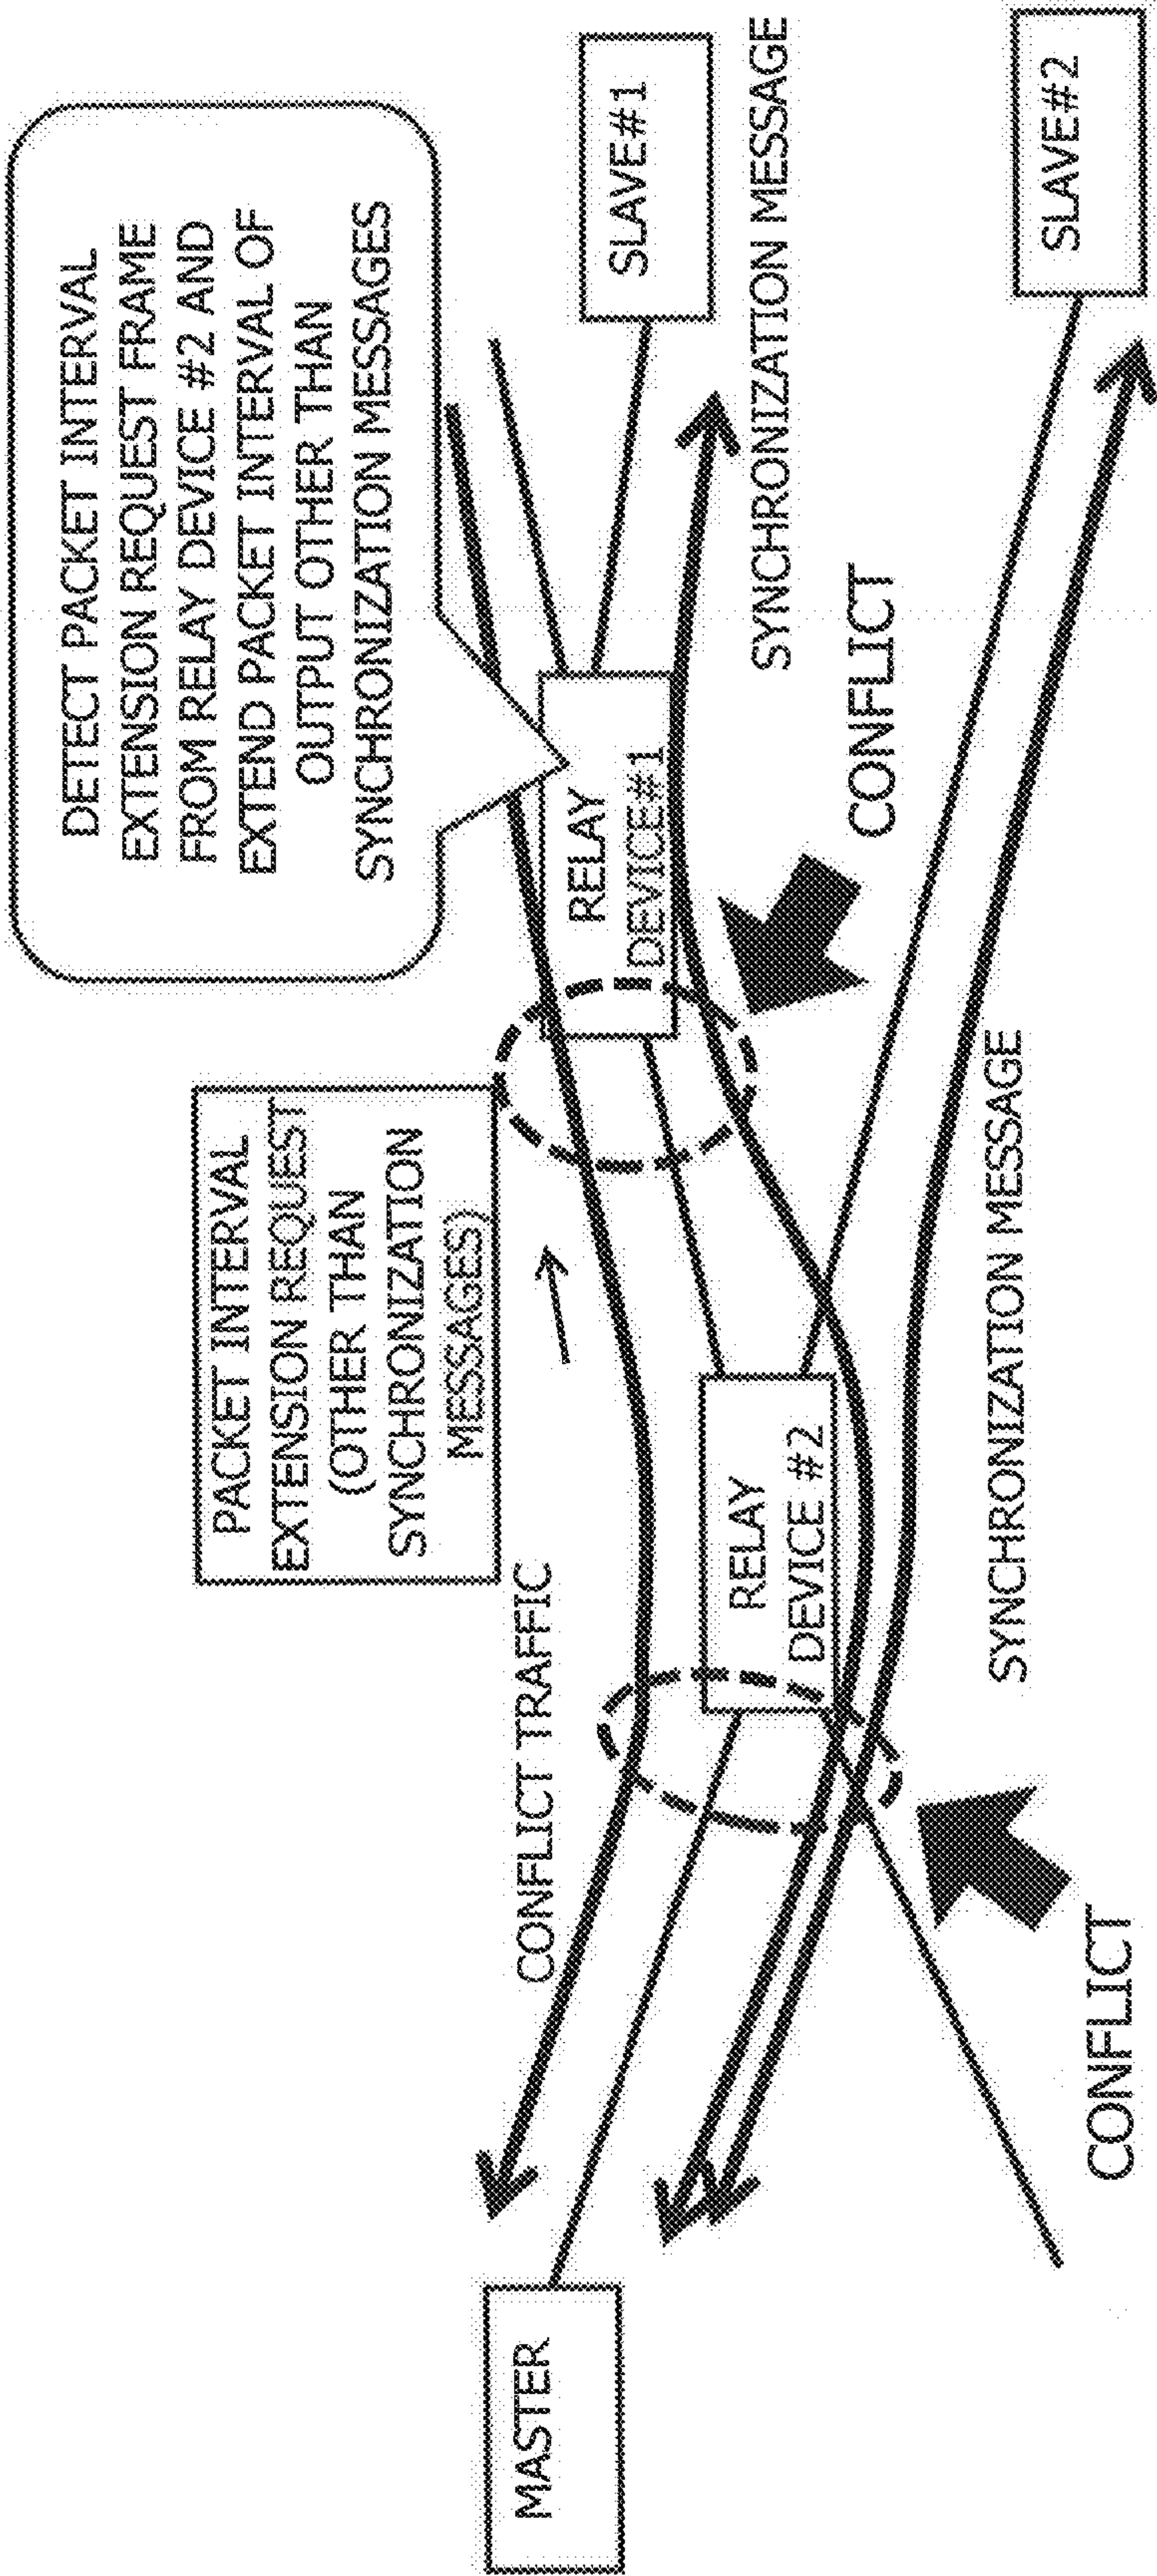 DETECT PACKET INTERVAL
EXTENSION REQUEST FRAME
FROM RELAY DEVICE #2 AND
EXTEND PACKET INTERVAL OF
OUTPUT OTHER THAN
SYNCHRONIZATION MESSAGES
PACKET INTERVAL
EXTENSION REQUEST
(OTHER THAN
SYNCHRONIZATION
MESSAGES)
CONFLICT TRAFFIC
MASTER
RELAY
DEVICE #2
RELAY
DEVICE#1
SLAVE#1
SYNCHRONIZATION MESSAGE
CONFLICT
SLAVE#2
SYNCHRONIZATION MESSAGE
CONFLICT